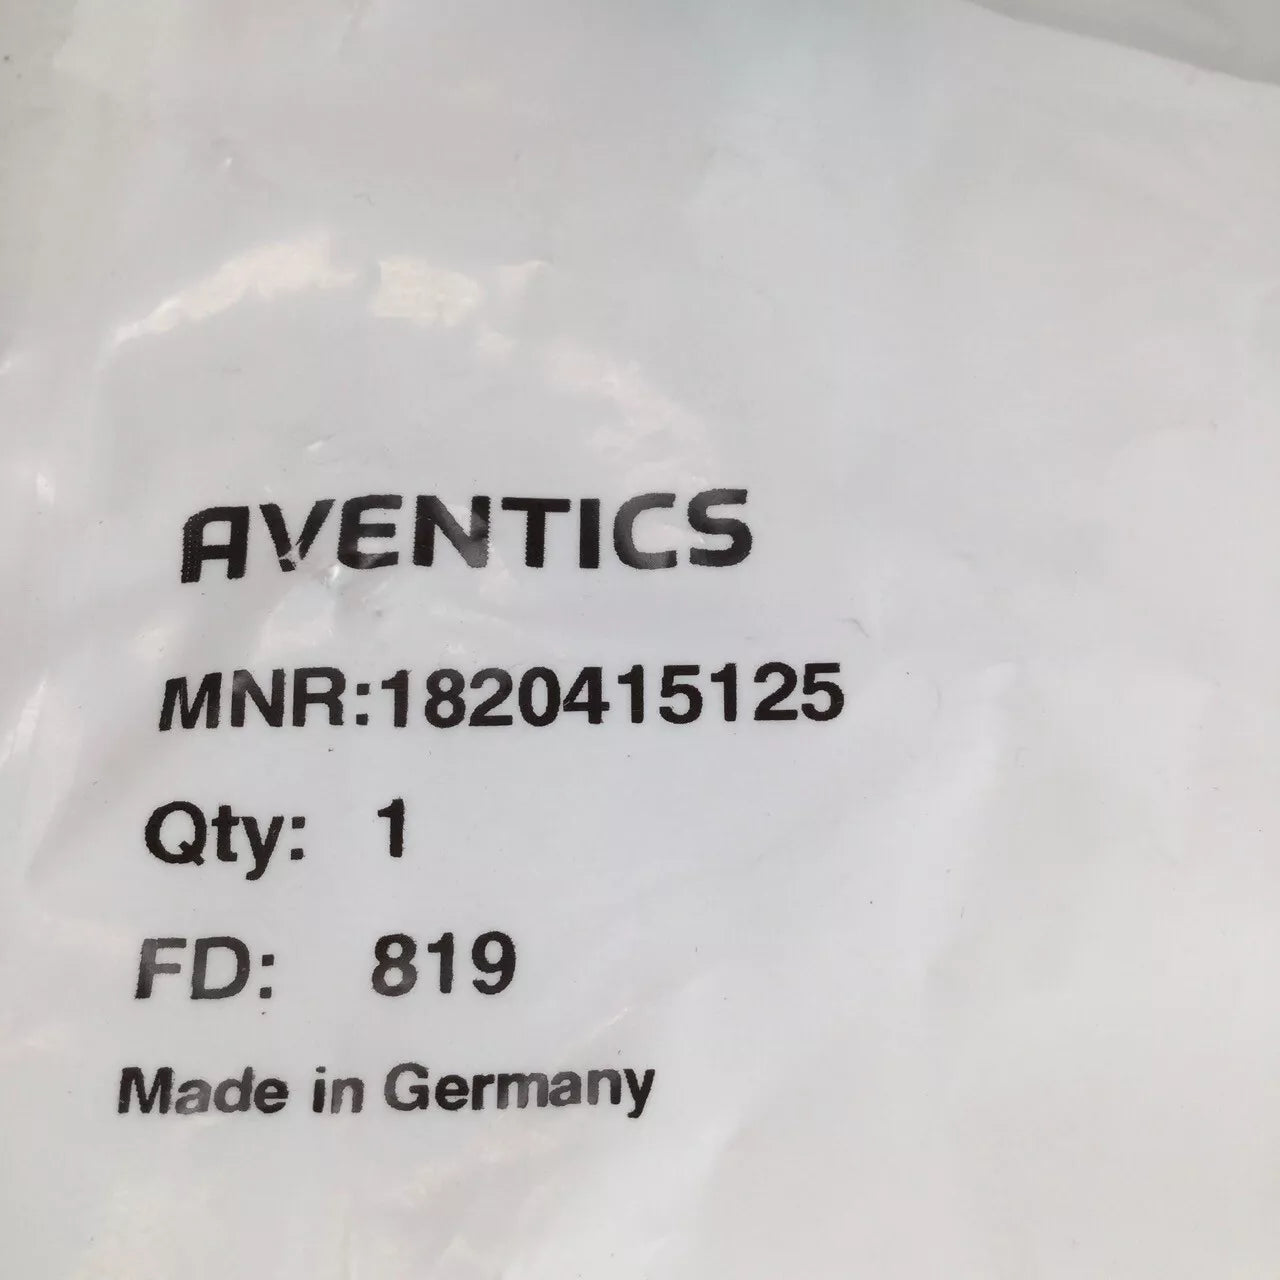 AVENTICS
MNR:1820415125
Qty: 1
FD: 819
Made in Germany